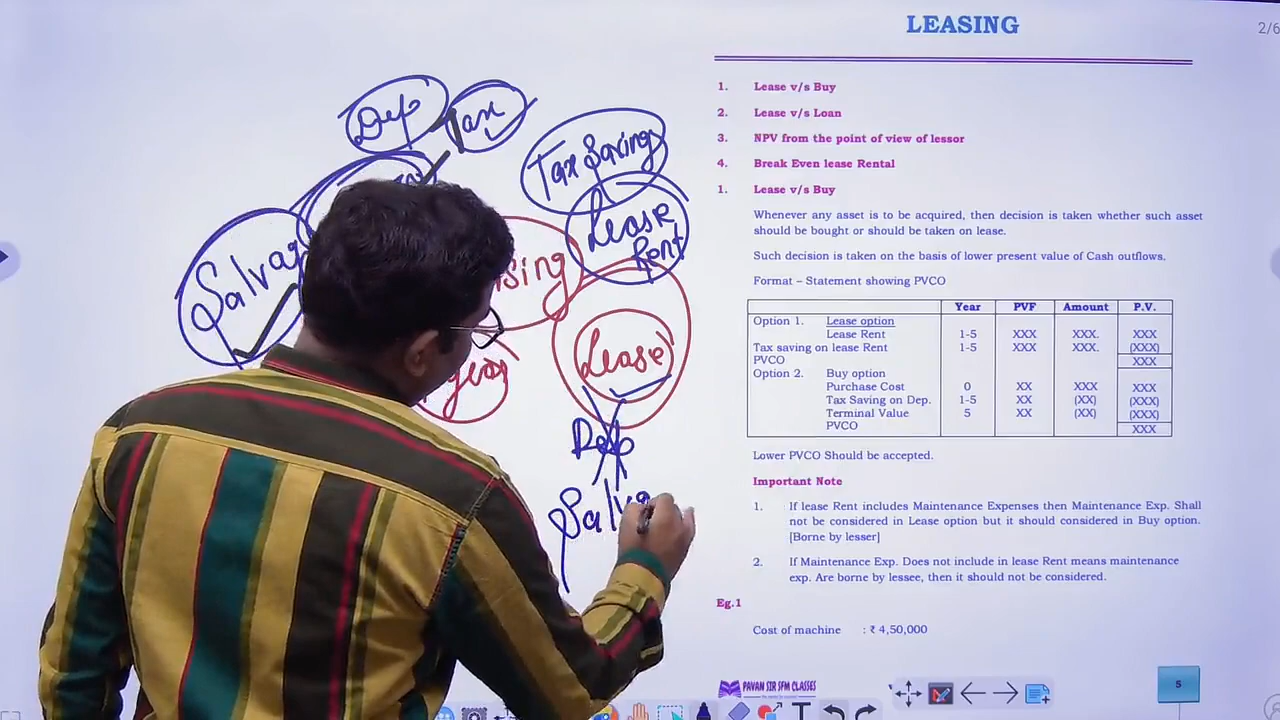 LEASING
2/6
1. Lease v/s Buy
2. Lease v/s Loan
3. NPV from the point of view of lessor
4. Break Even lease Rental
1. Lease v/s Buy
Whenever any asset is to be acquired, then decision is taken whether such asset
should be bought or should be taken on lease.
Such decision is taken on the basis of lower present value of Cash outflows.
Format – Statement showing PVCO
Year PVF Amount P.V.
Option 1. Lease option
Lease Rent 1-5 XXX XXX. XXX
Tax saving on lease Rent 1-5 XXX XXX. (XXX)
PVCO XXX
Option 2. Buy option
Purchase Cost 0 XX XXX XXX
Tax Saving on Dep. 1-5 XX (XX) (XXX)
Terminal Value 5 XX (XX) (XXX)
PVCO XXX
Lower PVCO Should be accepted.
Important Note
1. If lease Rent includes Maintenance Expenses then Maintenance Exp. Shall
not be considered in Lease option but it should considered in Buy option.
[Borne by lesser]
2. If Maintenance Exp. Does not include in lease Rent means maintenance
exp. Are borne by lessee, then it should not be considered.
Eg.1
Cost of machine : ₹ 4,50,000
PAVAN SIR SFM CLASSES
5
T
Dep Tax
Tax Saving
Lease
Rent
Salvag
sing
Lease
Dep
Salva